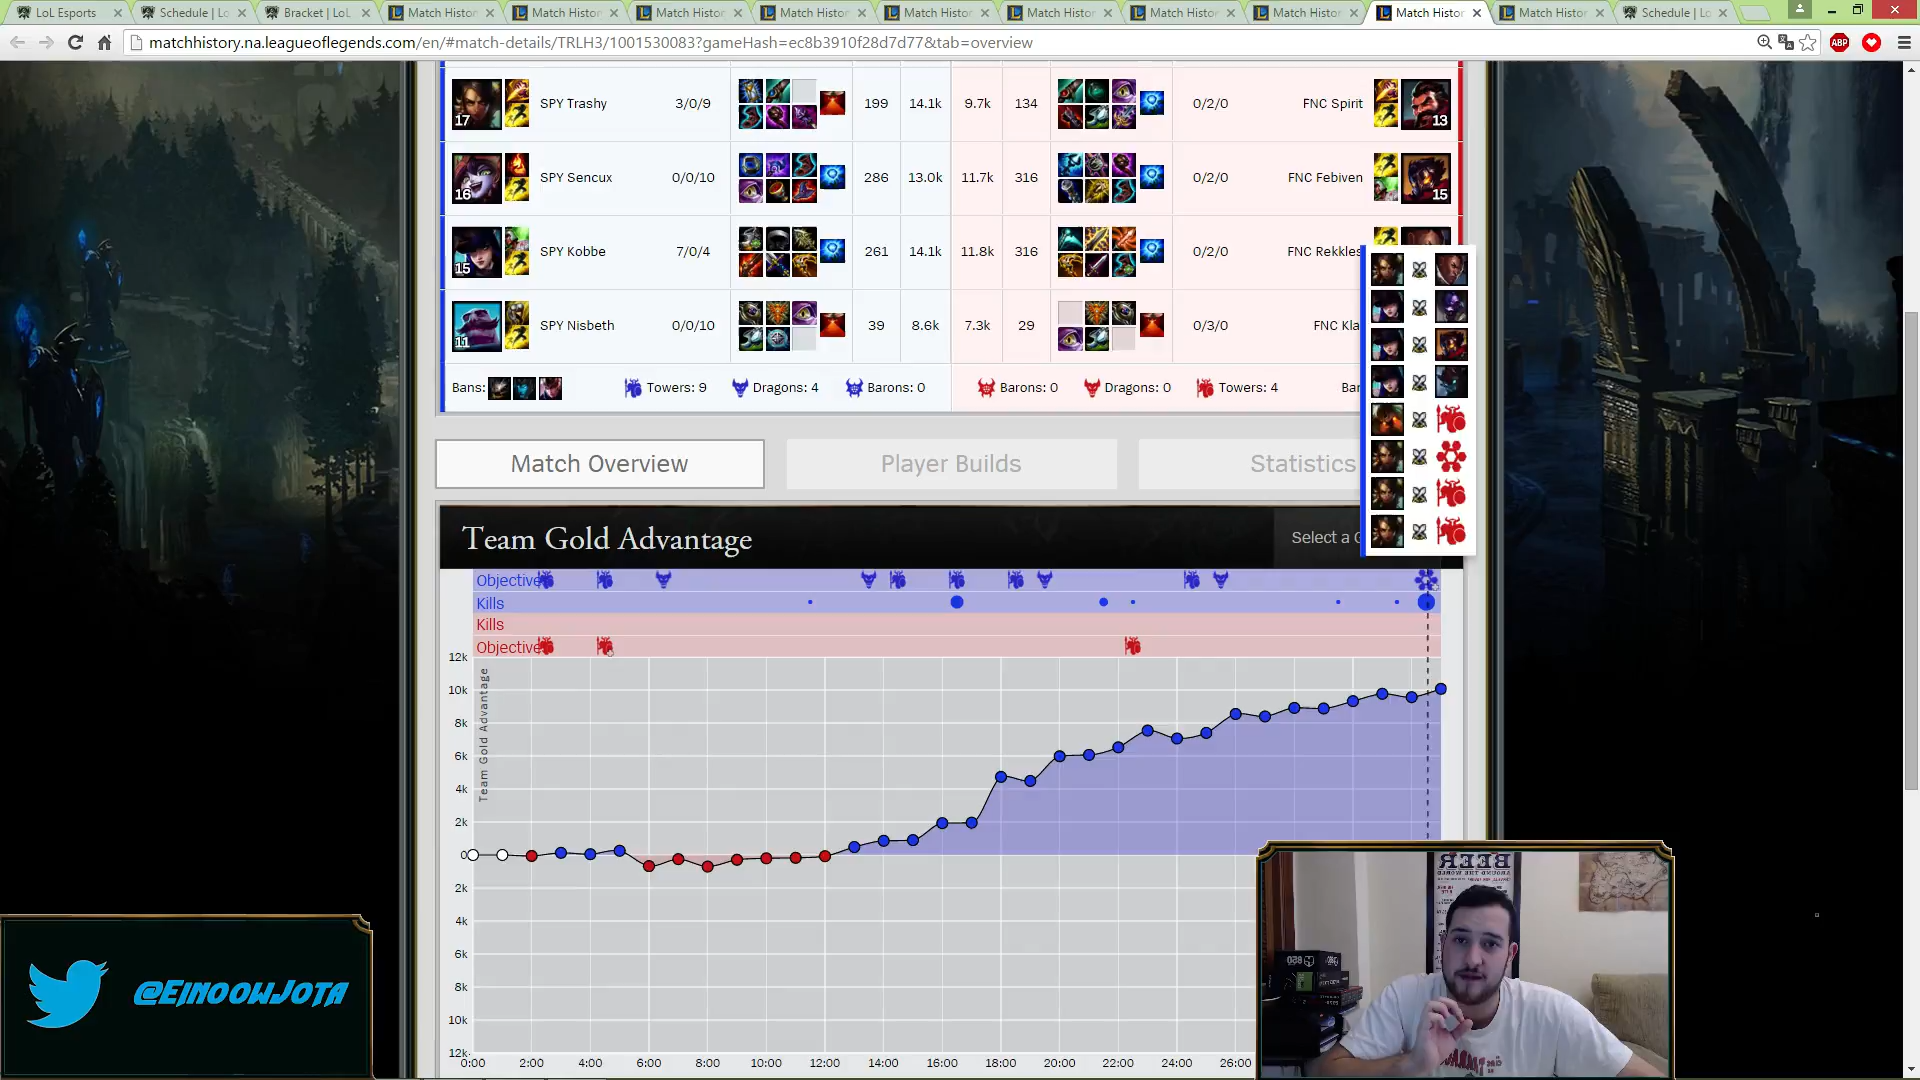 LoL Esports
Schedule | Lo
Bracket | LoL
Match Histor
Match Histor
Match Histor
Match Histor
Match Histor
Match Histor
Match Histor
Match Histor
Match Histor
Match Histor
Schedule | Lo
matchhistory.na.leagueoflegends.com/en/#match-details/TRLH3/1001530083?gameHash=ec8b3910f28d7d77&tab=overview
ABP
17 SPY Trashy 3/0/9 199 14.1k 9.7k 134 0/2/0 FNC Spirit 13
16 SPY Sencux 0/0/10 286 13.0k 11.7k 316 0/2/0 FNC Febiven 15
15 SPY Kobbe 7/0/4 261 14.1k 11.8k 316 0/2/0 FNC Rekkles
11 SPY Nisbeth 0/0/10 39 8.6k 7.3k 29 0/3/0 FNC Kla
Bans: Towers: 9 Dragons: 4 Barons: 0 Barons: 0 Dragons: 0 Towers: 4 Bar
Match Overview Player Builds Statistics
Team Gold Advantage Select a G
Objective
Kills
Kills
Objective
Team Gold Advantage
12k
10k
8k
6k
4k
2k
0
2k
4k
6k
8k
10k
12k
0:00 2:00 4:00 6:00 8:00 10:00 12:00 14:00 16:00 18:00 20:00 22:00 24:00 26:00
@EinoowJota
BEER
AROUND THE WORLD